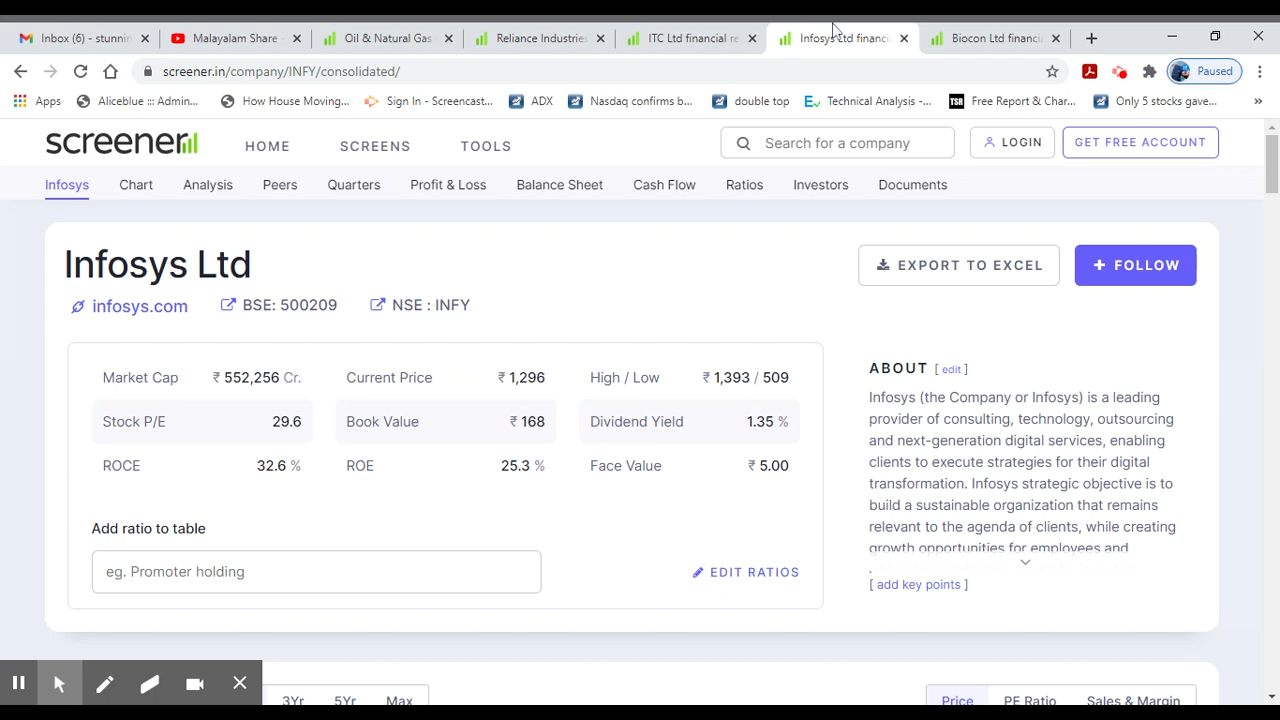 Inbox (6) - stunnin
Malayalam Share -
Oil & Natural Gas
Reliance Industries
ITC Ltd financial re
Infosys Ltd financia
Biocon Ltd financi
screener.in/company/INFY/consolidated/
Paused
Apps
Aliceblue ::: Admin...
How House Moving...
Sign In - Screencast...
ADX
Nasdaq confirms b...
double top
Technical Analysis -...
TSR
Free Report & Char...
Only 5 stocks gave...
»
screener
HOME
SCREENS
TOOLS
Search for a company
LOGIN
GET FREE ACCOUNT
Infosys
Chart
Analysis
Peers
Quarters
Profit & Loss
Balance Sheet
Cash Flow
Ratios
Investors
Documents
Infosys Ltd
EXPORT TO EXCEL
+ FOLLOW
infosys.com
BSE: 500209
NSE : INFY
Market Cap ₹ 552,256 Cr.
Current Price ₹ 1,296
High / Low ₹ 1,393 / 509
Stock P/E 29.6
Book Value ₹ 168
Dividend Yield 1.35 %
ROCE 32.6 %
ROE 25.3 %
Face Value ₹ 5.00
Add ratio to table
eg. Promoter holding
EDIT RATIOS
ABOUT [ edit ]
Infosys (the Company or Infosys) is a leading
provider of consulting, technology, outsourcing
and next-generation digital services, enabling
clients to execute strategies for their digital
transformation. Infosys strategic objective is to
build a sustainable organization that remains
relevant to the agenda of clients, while creating
growth opportunities for employees and
[ add key points ]
3Yr
5Yr
Max
Price
PE Ratio
Sales & Margin